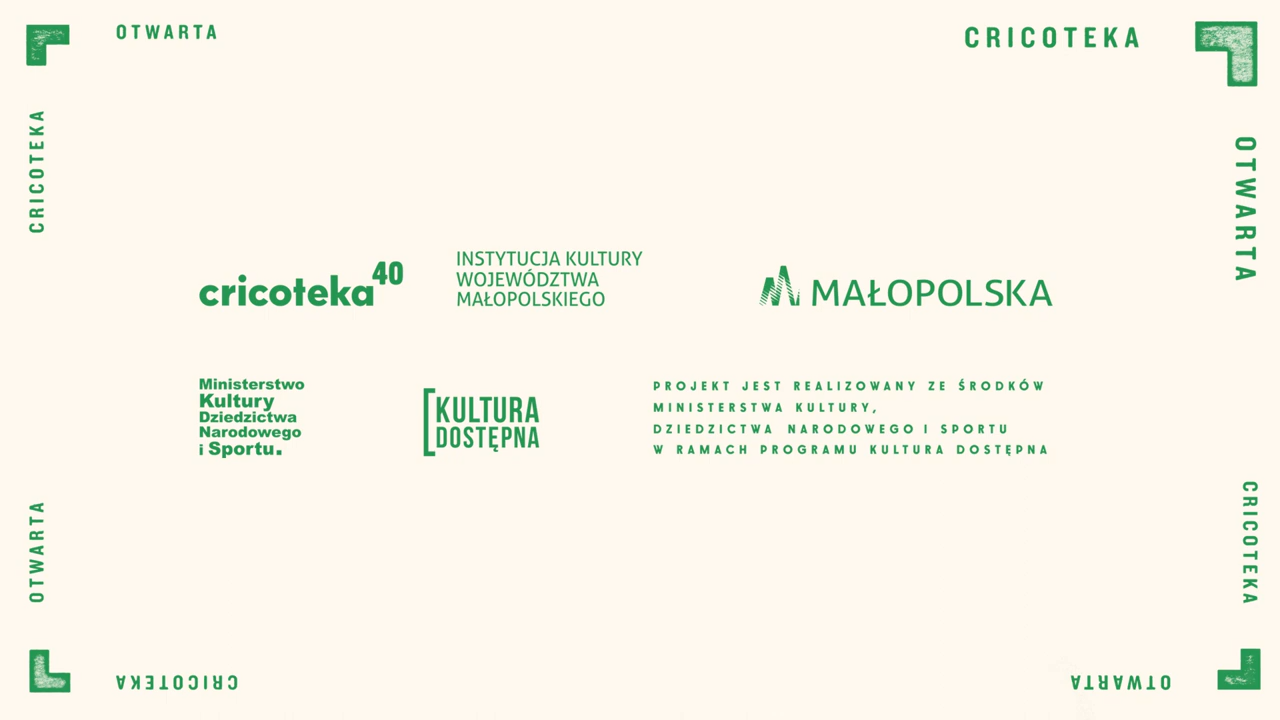 OTWARTA
CRICOTEKA
CRICOTEKA
OTWARTA
cricoteka40
INSTYTUCJA KULTURY
WOJEWÓDZTWA
MAŁOPOLSKIEGO
MAŁOPOLSKA
Ministerstwo
Kultury
Dziedzictwa
Narodowego
i Sportu.
[KULTURA
DOSTĘPNA
PROJEKT JEST REALIZOWANY ZE ŚRODKÓW
MINISTERSTWA KULTURY,
DZIEDZICTWA NARODOWEGO I SPORTU
W RAMACH PROGRAMU KULTURA DOSTĘPNA
OTWARTA
CRICOTEKA
CRICOTEKA
OTWARTA